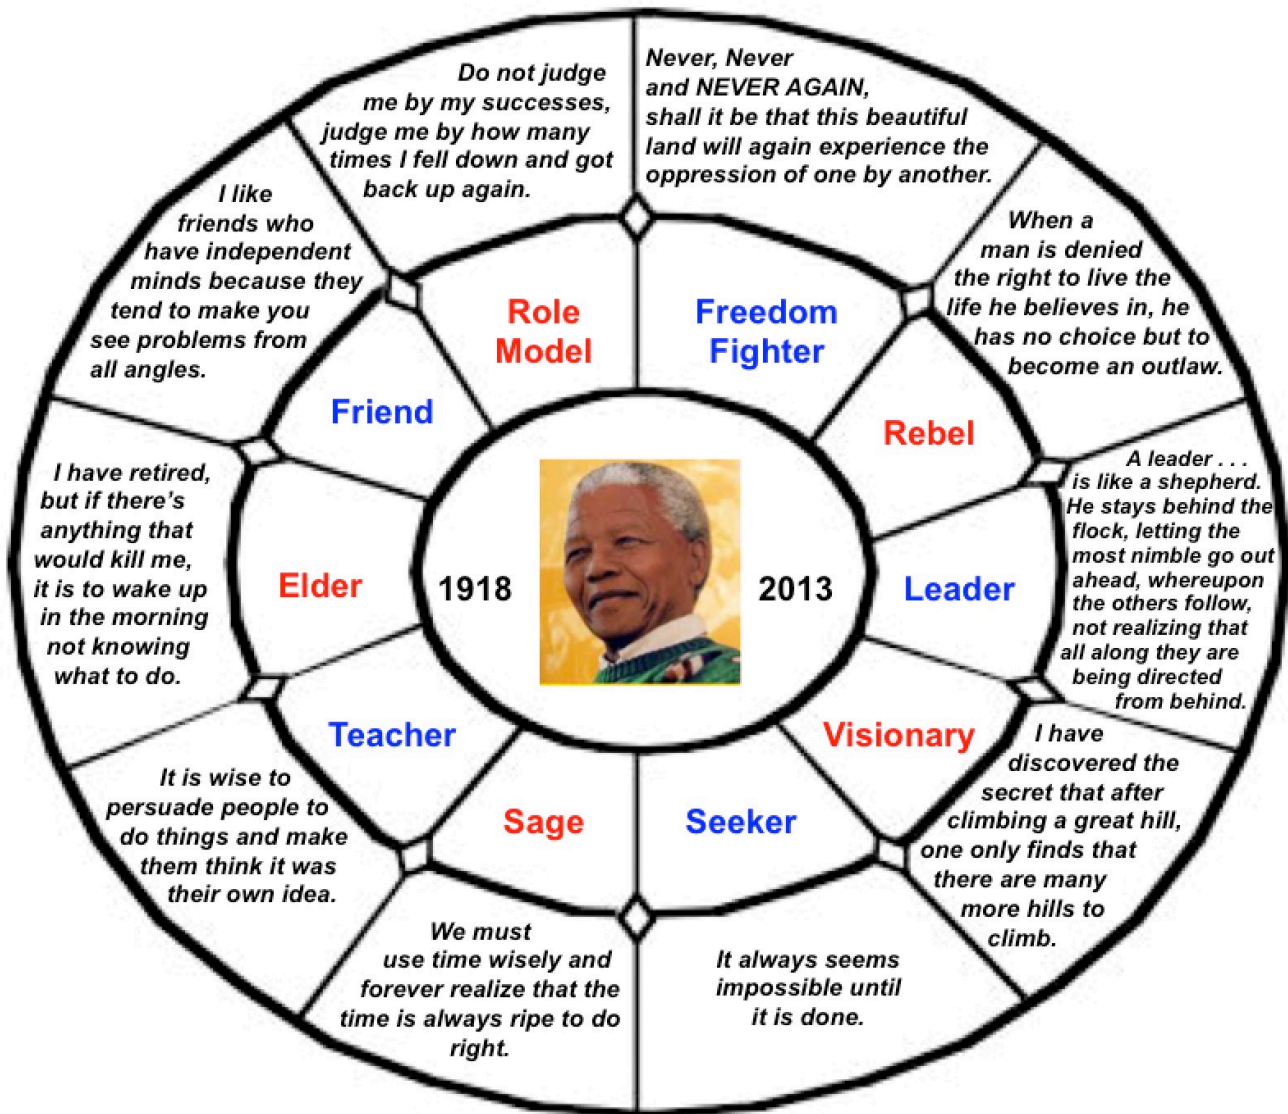 Do not judge
me by my successes,
judge me by how many
times I fell down and got
back up again.
Never, Never
and NEVER AGAIN,
shall it be that this beautiful
land will again experience the
oppression of one by another.
When a
man is denied
the right to live the
life he believes in, he
has no choice but to
become an outlaw.
A leader . . .
is like a shepherd.
He stays behind the
flock, letting the
most nimble go out
ahead, whereupon
the others follow,
not realizing that
all along they are
being directed
from behind.
I have
discovered the
secret that after
climbing a great hill,
one only finds that
there are many
more hills to
climb.
It always seems
impossible until
it is done.
We must
use time wisely and
forever realize that the
time is always ripe to do
right.
It is wise to
persuade people to
do things and make
them think it was
their own idea.
I have retired,
but if there's
anything that
would kill me,
it is to wake up
in the morning
not knowing
what to do.
I like
friends who
have independent
minds because they
tend to make you
see problems from
all angles.
Role
Model
Freedom
Fighter
Rebel
Leader
Visionary
Seeker
Sage
Teacher
Elder
Friend
1918
2013